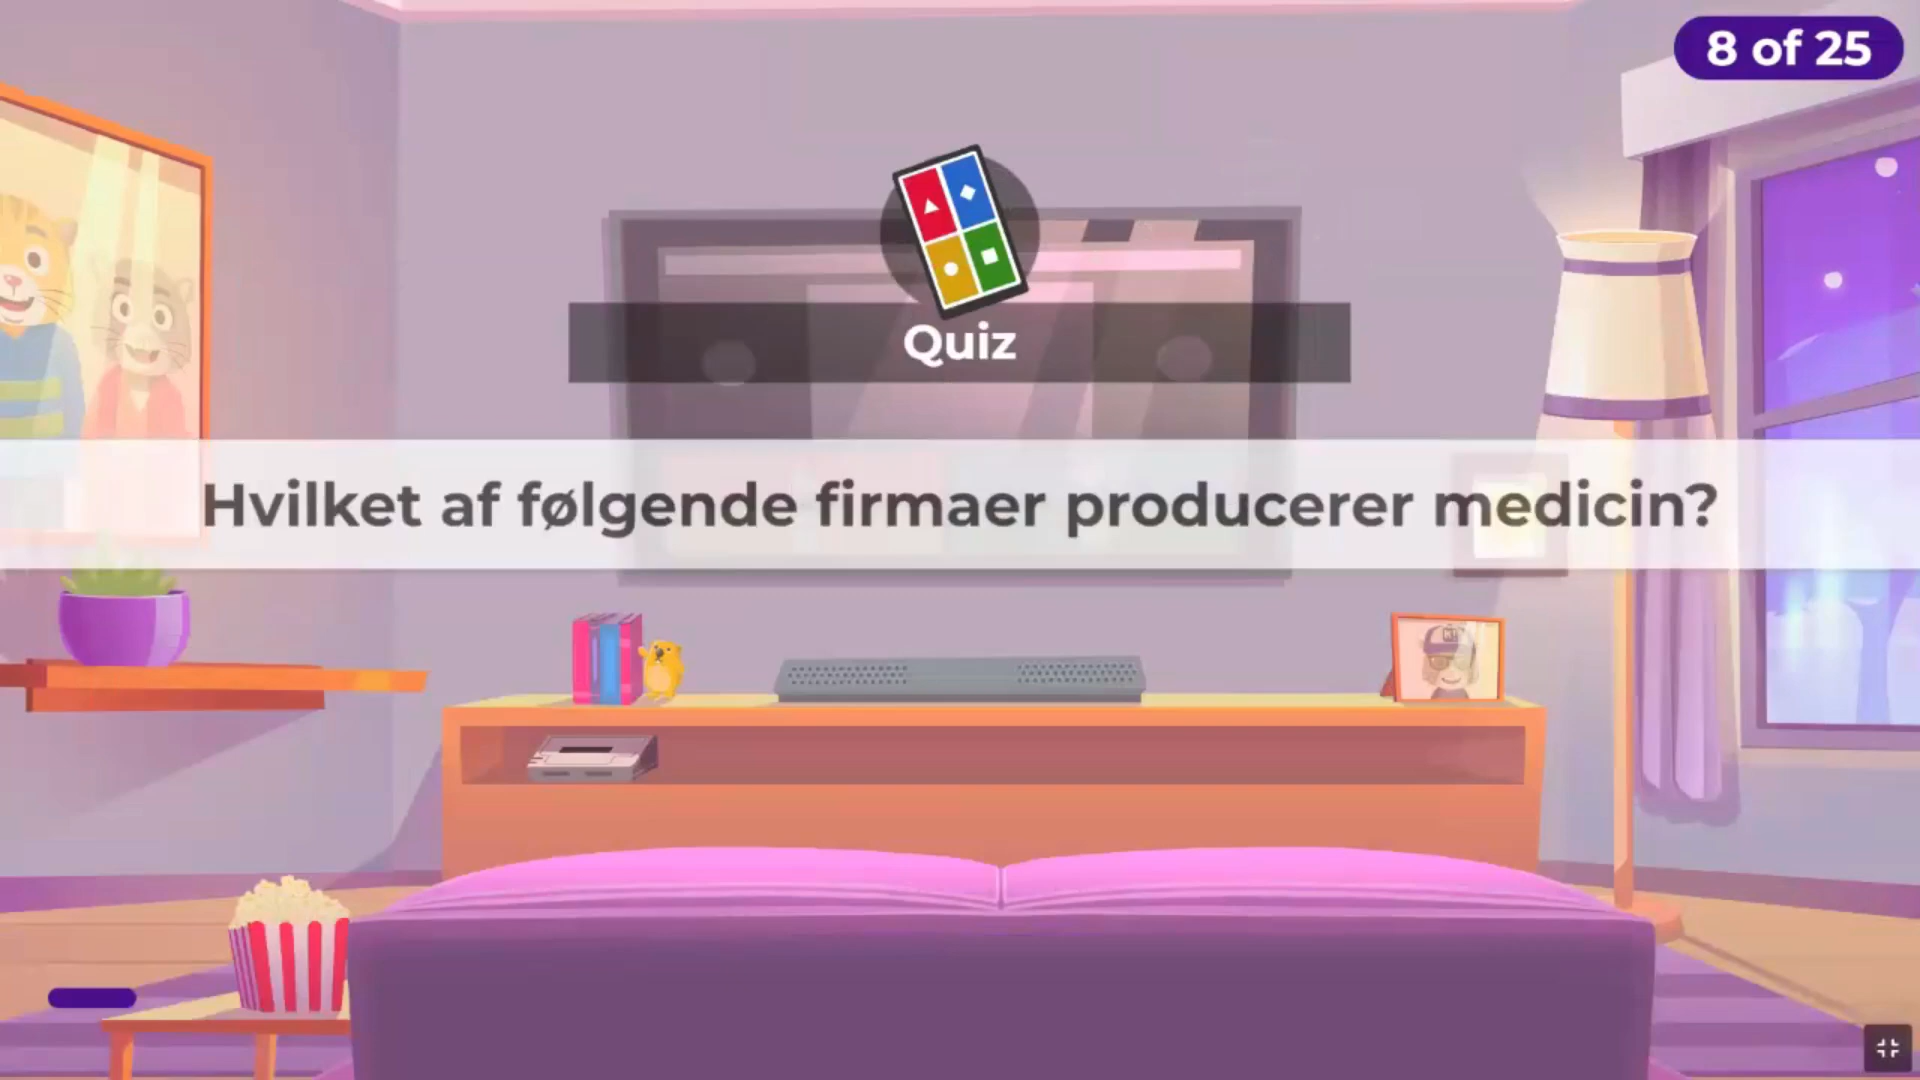 8 of 25
Quiz
Hvilket af følgende firmaer producerer medicin?